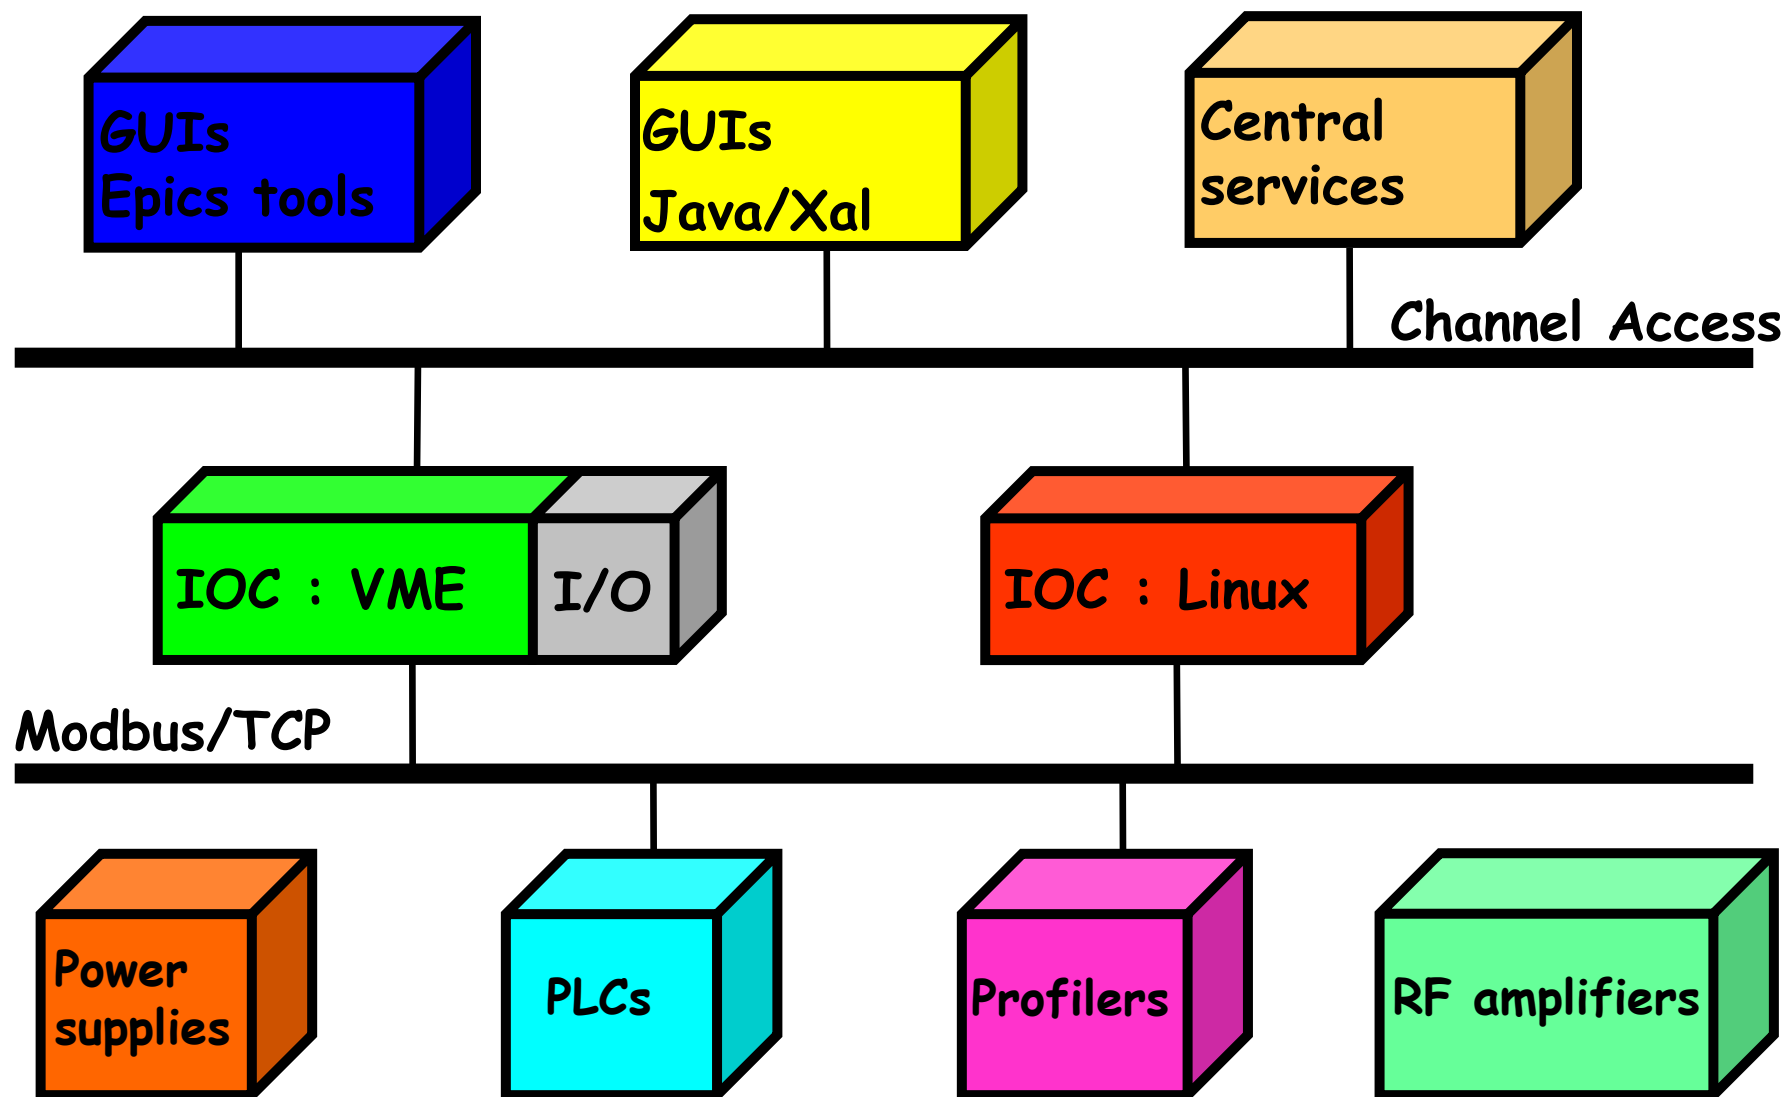 GUIs
Epics tools
GUIs
Java/Xal
Central
services
Channel Access
IOC : VME
I/O
IOC : Linux
Modbus/TCP
Power
supplies
PLCs
Profilers
RF amplifiers